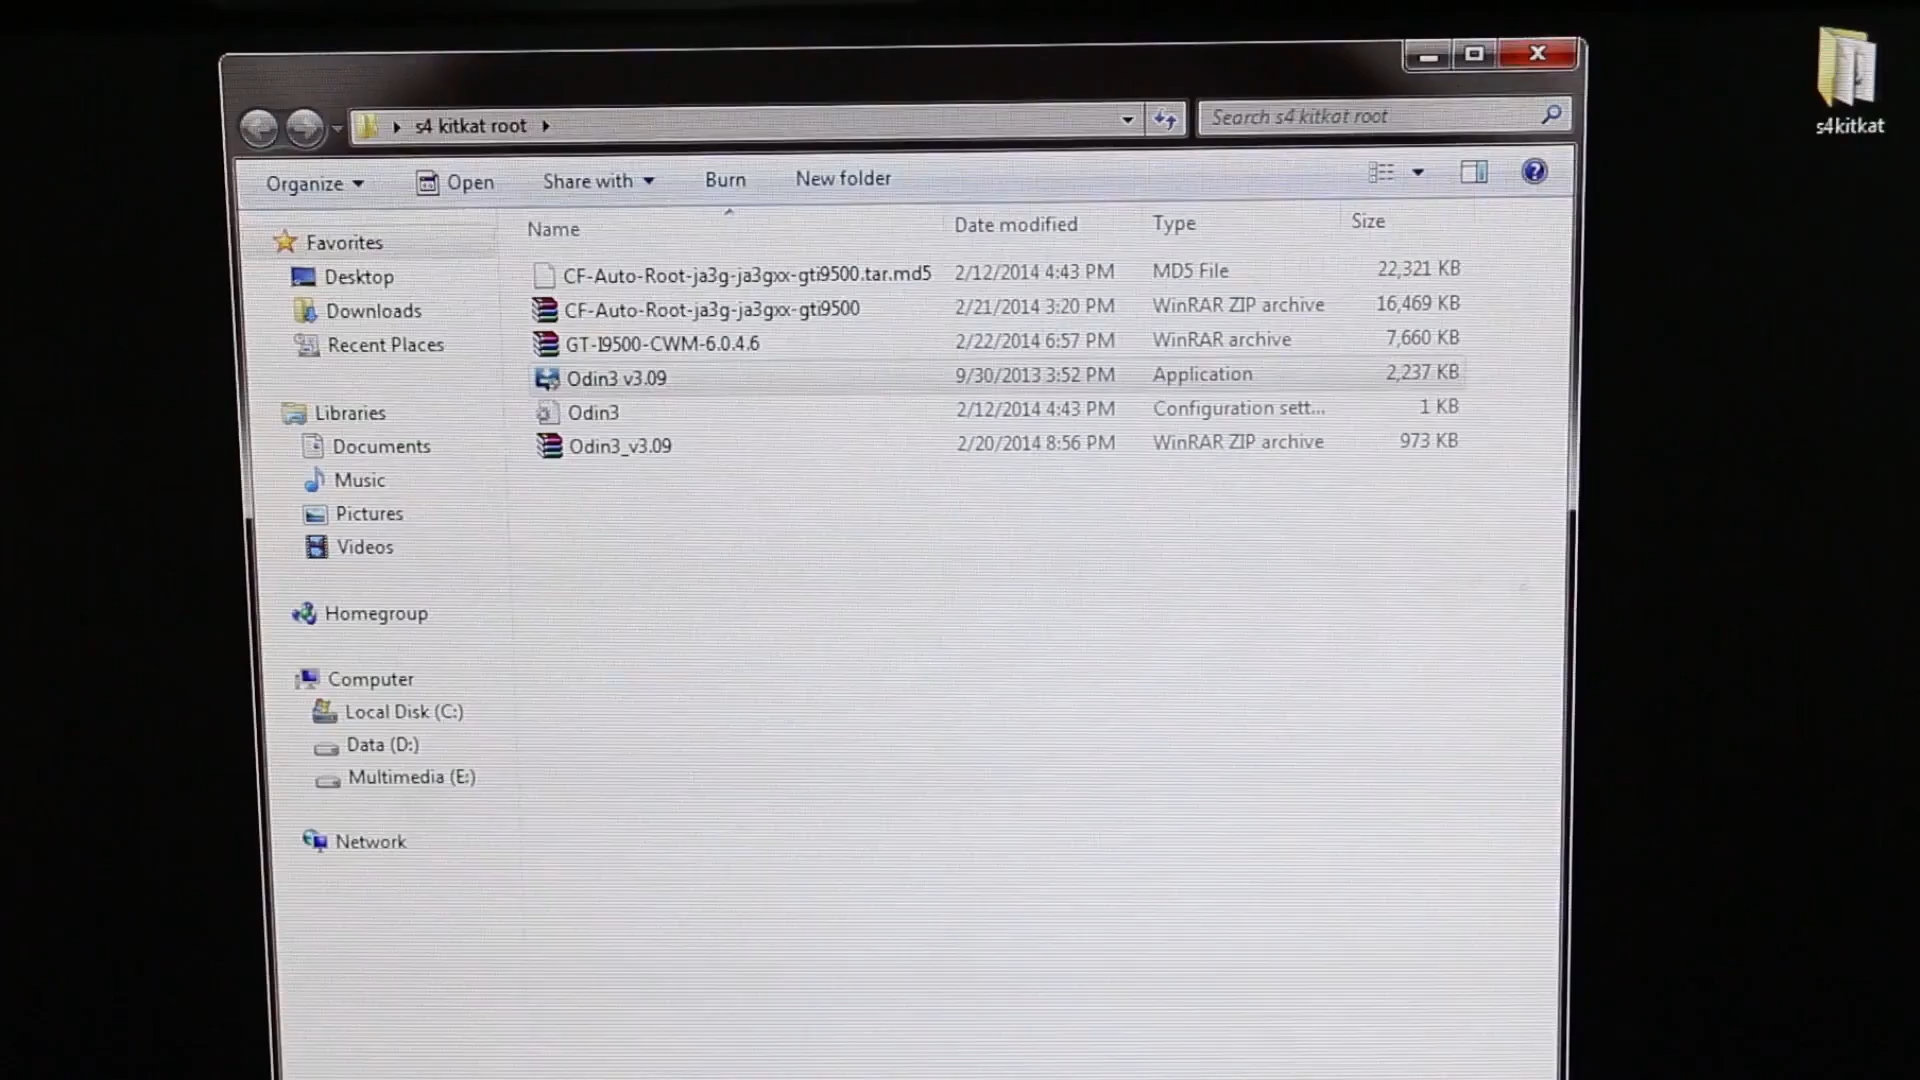 s4kitkat
s4 kitkat root
Search s4 kitkat root
Organize Open Share with Burn New folder
Name Date modified Type Size
Favorites
Desktop
Downloads
Recent Places
Libraries
Documents
Music
Pictures
Videos
Homegroup
Computer
Local Disk (C:)
Data (D:)
Multimedia (E:)
Network
CF-Auto-Root-ja3g-ja3gxx-gti9500.tar.md5 2/12/2014 4:43 PM MD5 File 22,321 KB
CF-Auto-Root-ja3g-ja3gxx-gti9500 2/21/2014 3:20 PM WinRAR ZIP archive 16,469 KB
GT-I9500-CWM-6.0.4.6 2/22/2014 6:57 PM WinRAR archive 7,660 KB
Odin3 v3.09 9/30/2013 3:52 PM Application 2,237 KB
Odin3 2/12/2014 4:43 PM Configuration sett... 1 KB
Odin3_v3.09 2/20/2014 8:56 PM WinRAR ZIP archive 973 KB